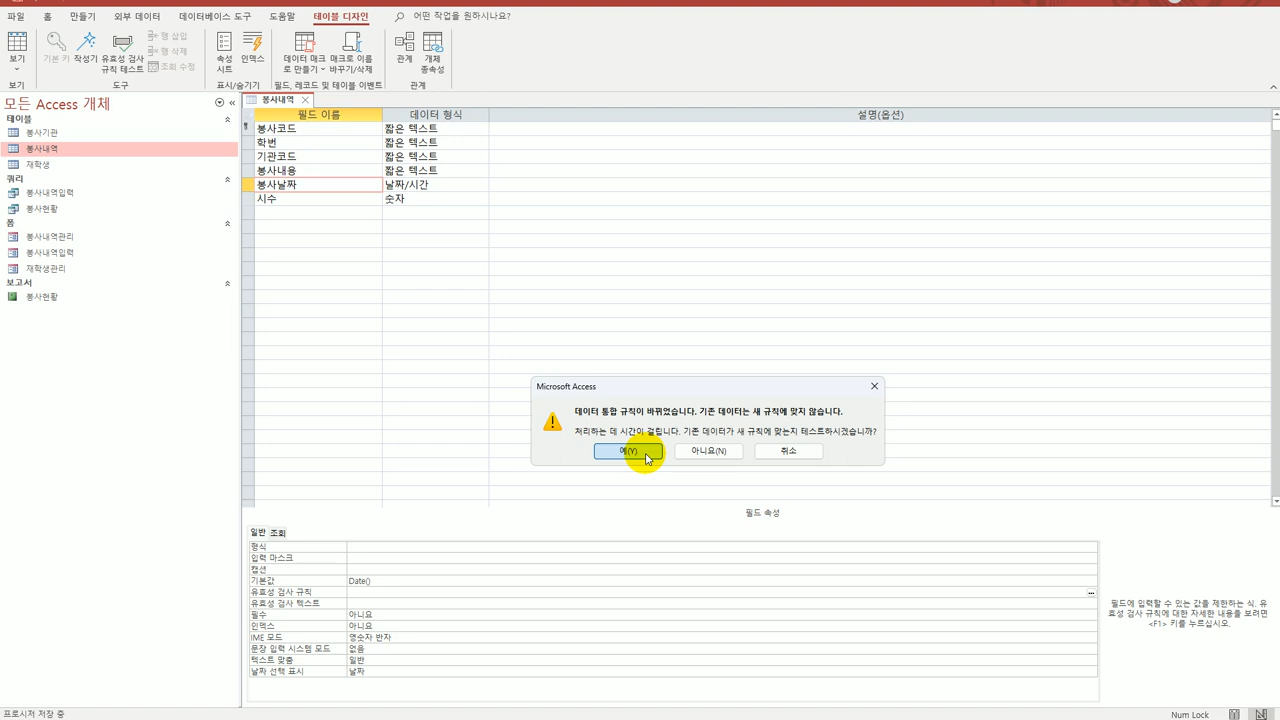 파일 홈 만들기 외부 데이터 데이터베이스 도구 도움말 테이블 디자인 어떤 작업을 원하시나요?
보기
기본 키
작성기
유효성 검사 규칙 테스트
행 삽입
행 삭제
조회 수정
속성 시트
인덱스
데이터 매크로 만들기
매크로 이름 바꾸기/삭제
관계
개체 종속성
보기 도구 표시/숨기기 필드, 레코드 및 테이블 이벤트 관계
모든 Access 개체
테이블
봉사기관
봉사내역
재학생
쿼리
봉사내역입력
봉사현황
폼
봉사내역관리
봉사내역입력
재학생관리
보고서
봉사현황
봉사내역
필드 이름 데이터 형식 설명(옵션)
봉사코드 짧은 텍스트
학번 짧은 텍스트
기관코드 짧은 텍스트
봉사내용 짧은 텍스트
봉사날짜 날짜/시간
시수 숫자
Microsoft Access
데이터 통합 규칙이 바뀌었습니다. 기존 데이터는 새 규칙에 맞지 않습니다.
처리하는 데 시간이 걸립니다. 기존 데이터가 새 규칙에 맞는지 테스트하시겠습니까?
예(Y) 아니요(N) 취소
필드 속성
일반 조회
형식
입력 마스크
캡션
기본값 Date()
유효성 검사 규칙
유효성 검사 텍스트
필수 아니요
인덱스 아니요
IME 모드 영숫자 반자
문장 입력 시스템 모드 없음
텍스트 맞춤 일반
날짜 선택 표시 날짜
필드에 입력할 수 있는 값을 제한하는 식. 유
효성 검사 규칙에 대한 자세한 내용을 보려면
<F1> 키를 누르십시오.
프로시저 저장 중
Num Lock